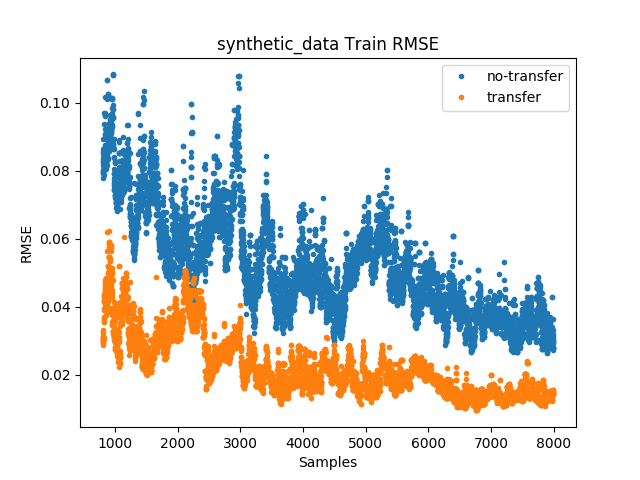 synthetic_data Train RMSE
no-transfer
transfer
RMSE
0.10
0.08
0.06
0.04
0.02
1000 2000 3000 4000 5000 6000 7000 8000
Samples